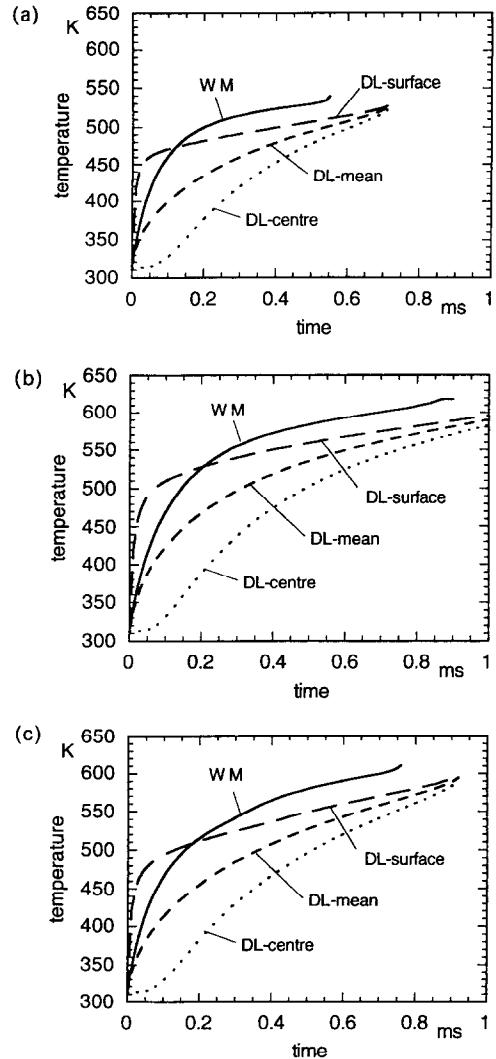 (a)
650
K
600
550
500
450
400
350
300
temperature
WM
DL-surface
DL-mean
DL-centre
0 0.2 0.4 0.6 0.8 1
ms
time
(b)
650
K
600
550
500
450
400
350
300
temperature
WM
DL-surface
DL-mean
DL-centre
0 0.2 0.4 0.6 0.8 1
ms
time
(c)
650
K
600
550
500
450
400
350
300
temperature
WM
DL-surface
DL-mean
DL-centre
0 0.2 0.4 0.6 0.8 1
ms
time